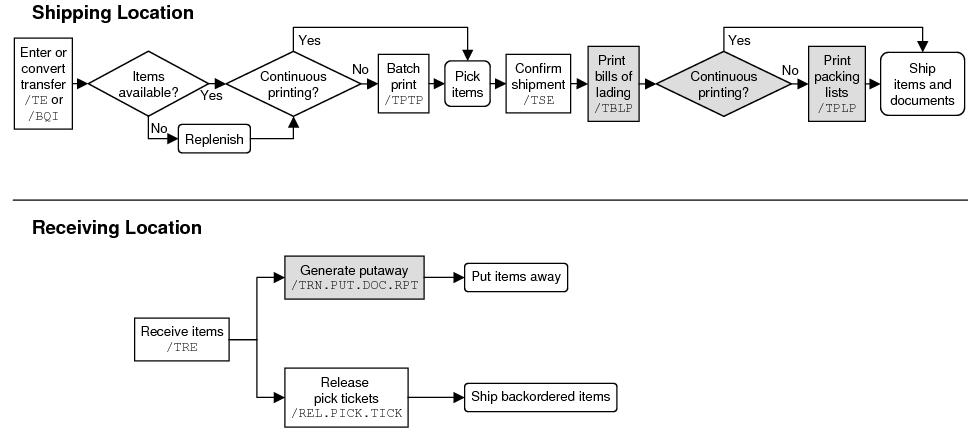 Shipping Location
Enter or
convert
transfer
/TE or
/BQI
Items
available?
Yes
No
Replenish
Continuous
printing?
Yes
No
Batch
print
/TPTP
Pick
items
Confirm
shipment
/TSE
Print
bills of
lading
/TBLP
Continuous
printing?
Yes
No
Print
packing
lists
/TPLP
Ship
items and
documents
Receiving Location
Receive items
/TRE
Generate putaway
/TRN.PUT.DOC.RPT
Put items away
Release
pick tickets
/REL.PICK.TICK
Ship backordered items